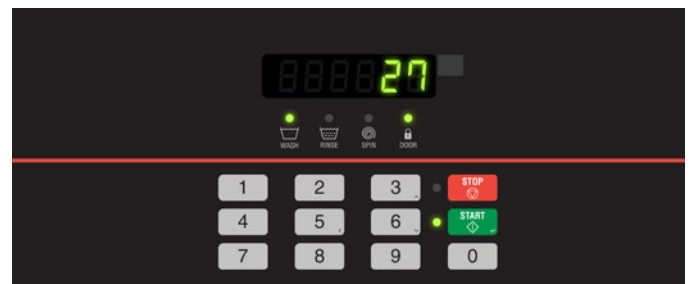 27
WASH RINSE SPIN DOOR
1 2 3 STOP
4 5 6 START
7 8 9 0